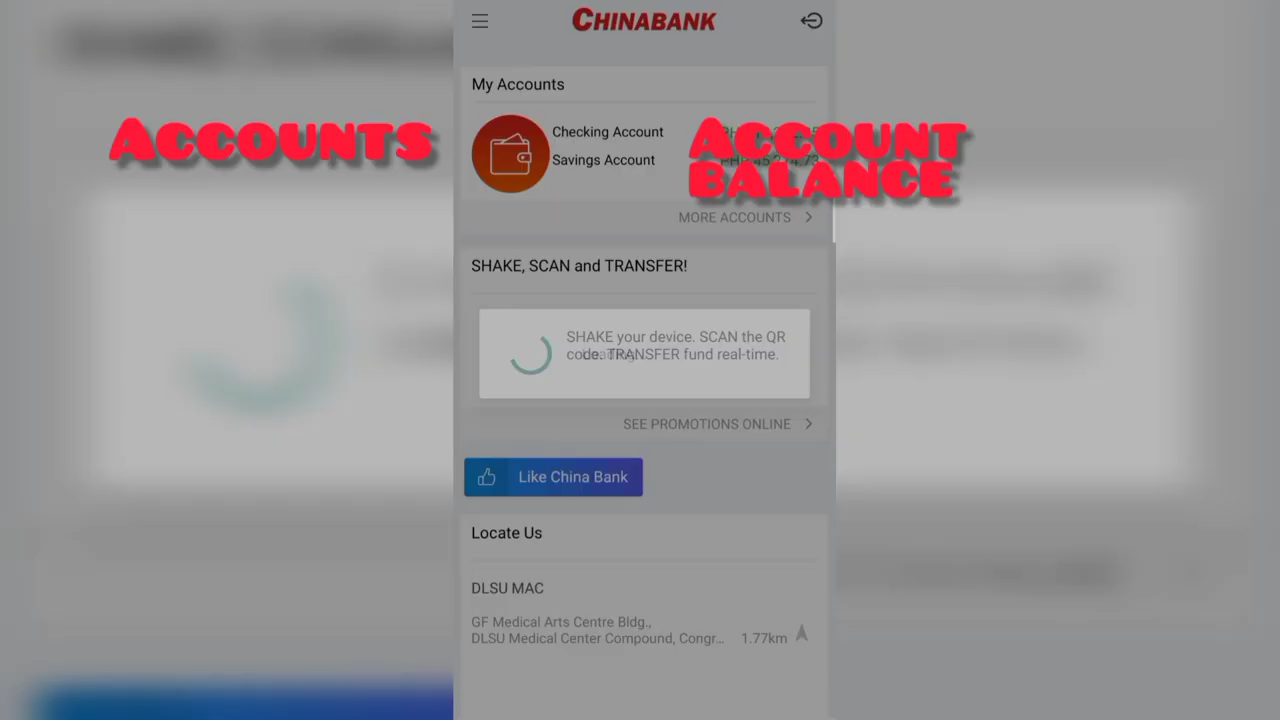 CHINABANK
My Accounts
Accounts
Checking Account
Account
Savings Account
Balance
MORE ACCOUNTS
SHAKE, SCAN and TRANSFER!
SHAKE your device. SCAN the QR
code. TRANSFER fund real-time.
SEE PROMOTIONS ONLINE
Like China Bank
Locate Us
DLSU MAC
GF Medical Arts Centre Bldg.,
DLSU Medical Center Compound, Congr... 1.77km